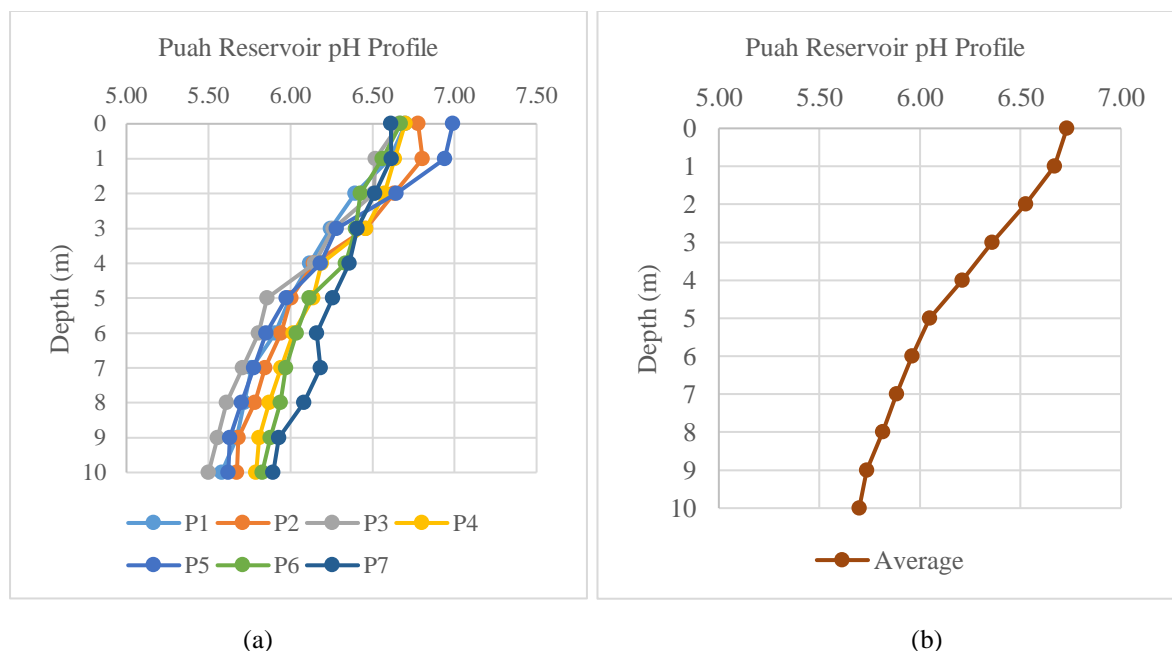 Puah Reservoir pH Profile
5.00 5.50 6.00 6.50 7.00 7.50
0
1
2
3
4
5
6
7
8
9
10
Depth (m)
P1 P2 P3 P4
P5 P6 P7
(a)
Puah Reservoir pH Profile
5.00 5.50 6.00 6.50 7.00
0
1
2
3
4
5
6
7
8
9
10
Depth (m)
Average
(b)